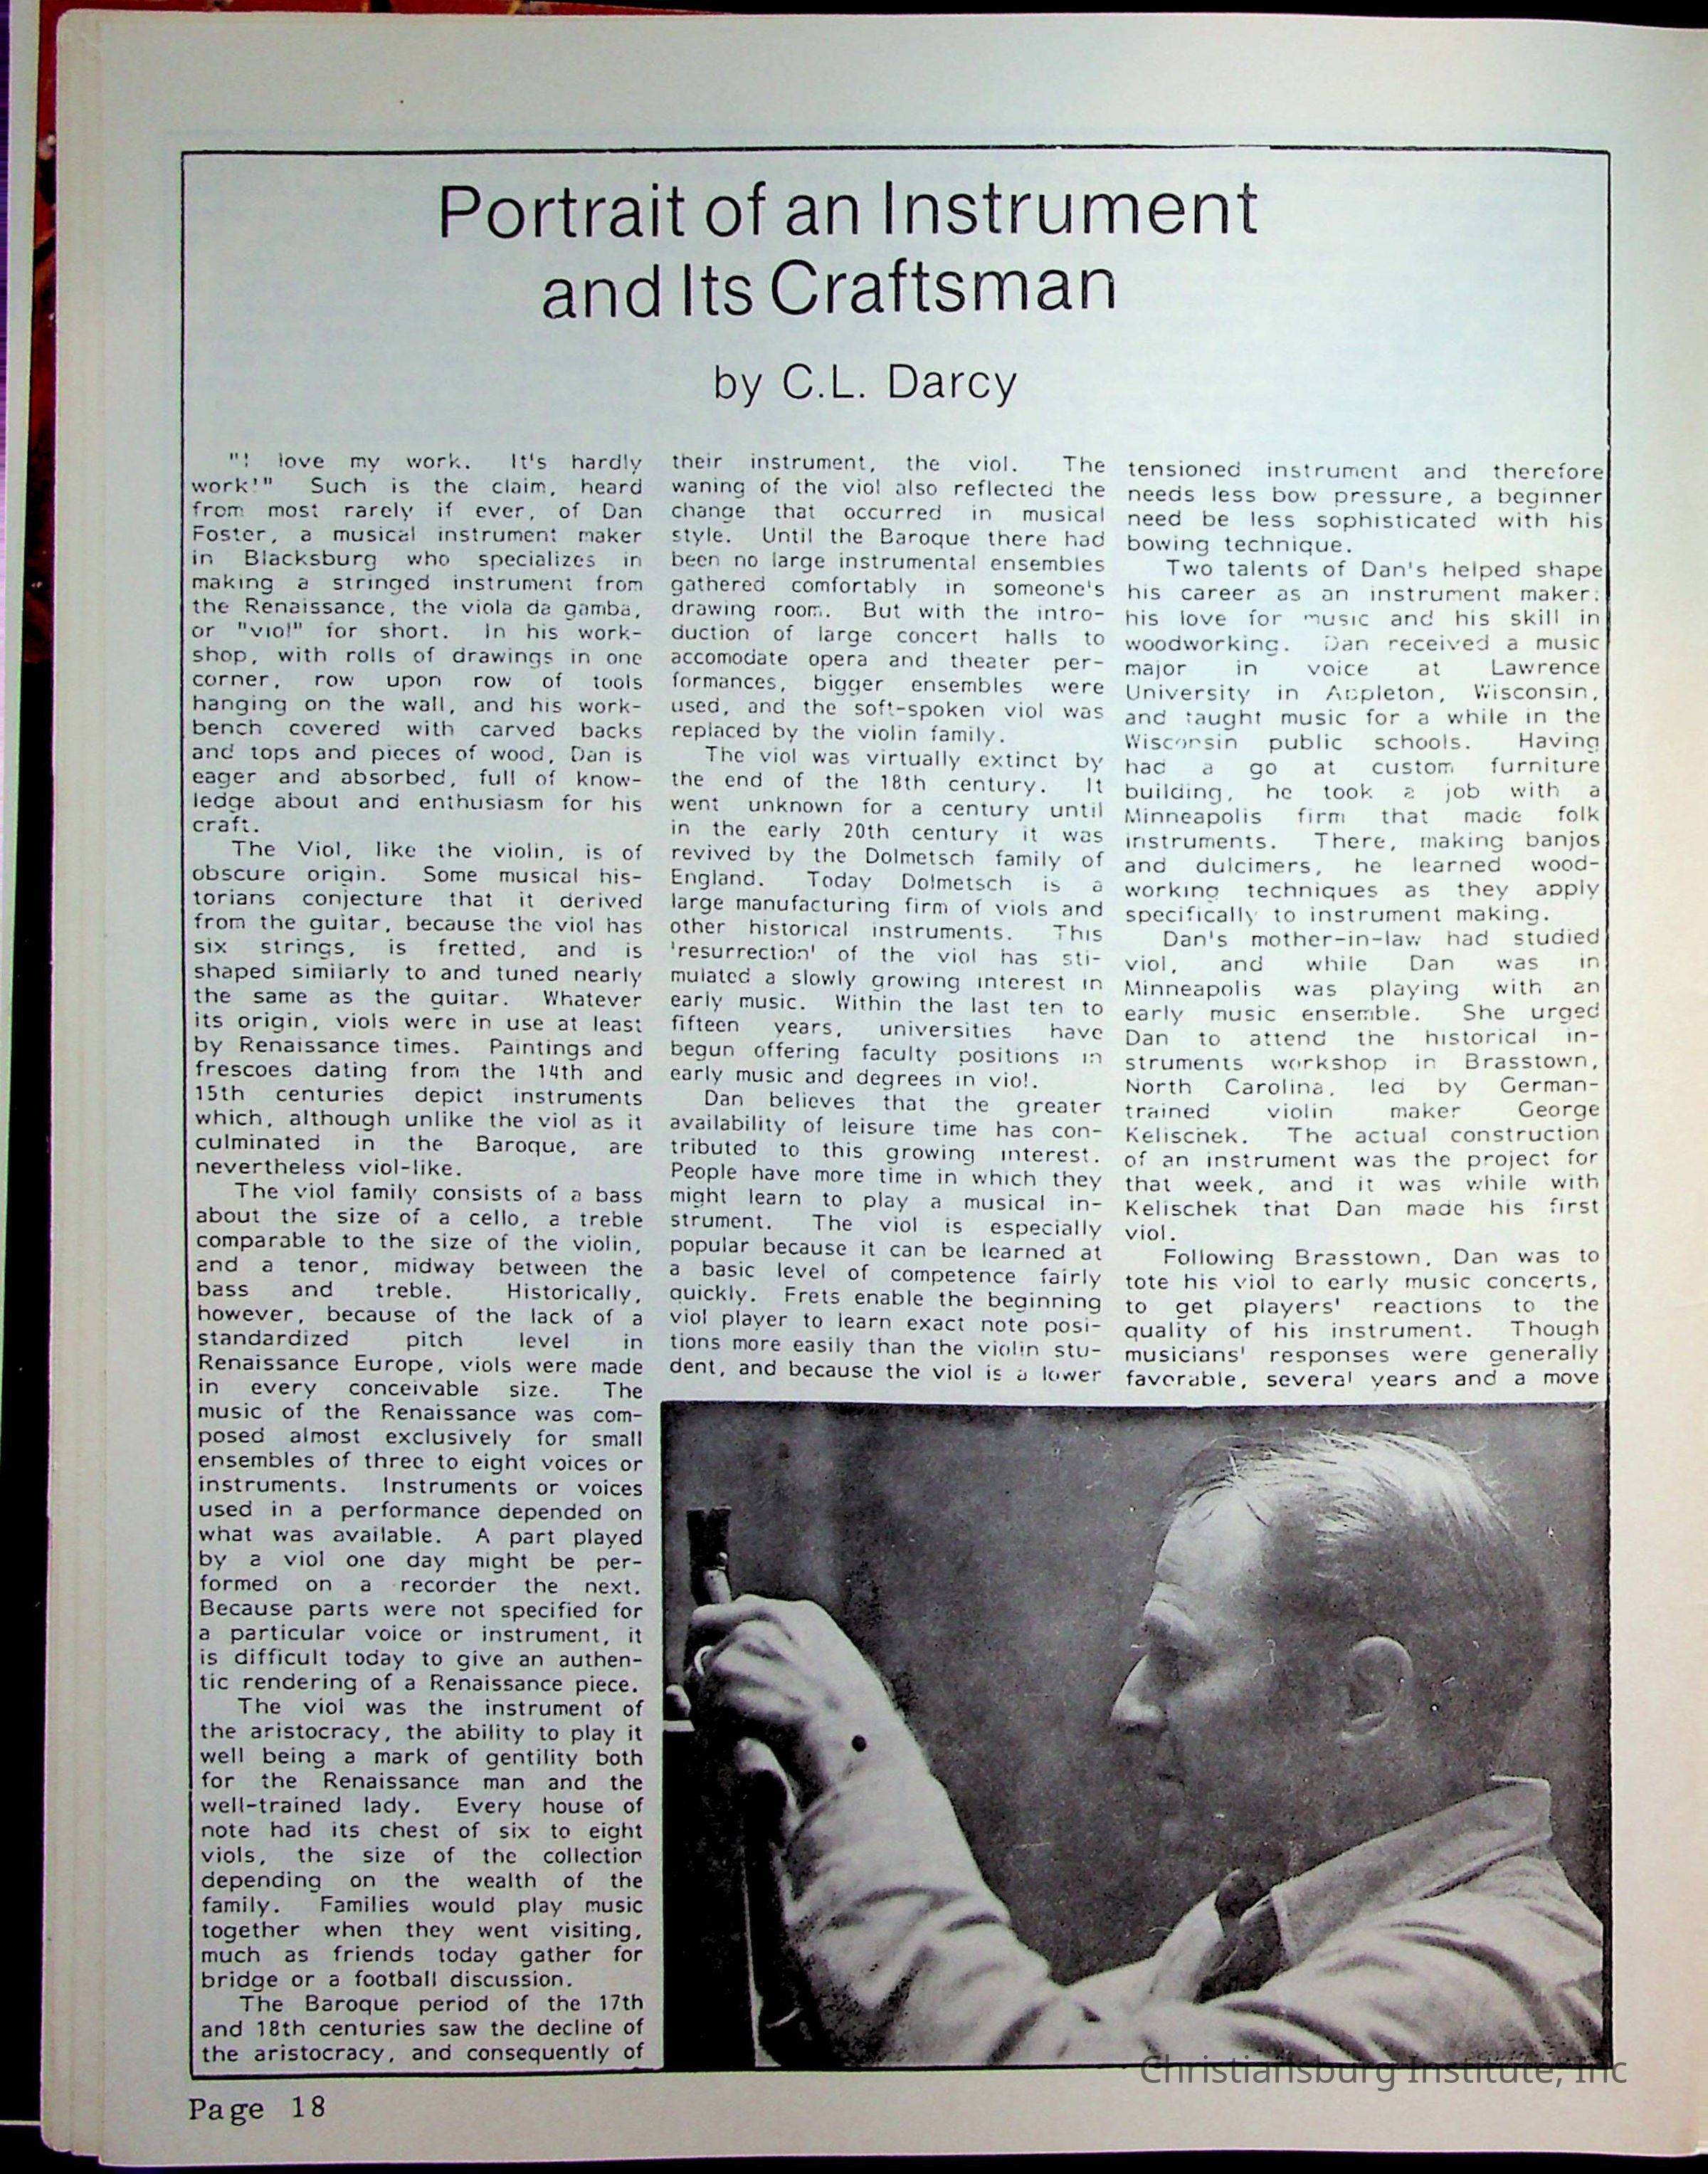 Portrait of an Instrument
and Its Craftsman
by C.L. Darcy
"I love my work. It's hardly
work!" Such is the claim, heard
from most rarely if ever, of Dan
Foster, a musical instrument maker
in Blacksburg who specializes in
making a stringed instrument from
the Renaissance, the viola da gamba,
or "viol" for short. In his work-
shop, with rolls of drawings in one
corner, row upon row of tools
hanging on the wall, and his work-
bench covered with carved backs
and tops and pieces of wood, Dan is
eager and absorbed, full of know-
ledge about and enthusiasm for his
craft.
The Viol, like the violin, is of
obscure origin. Some musical his-
torians conjecture that it derived
from the guitar, because the viol has
six strings, is fretted, and is
shaped similarly to and tuned nearly
the same as the guitar. Whatever
its origin, viols were in use at least
by Renaissance times. Paintings and
frescoes dating from the 14th and
15th centuries depict instruments
which, although unlike the viol as it
culminated in the Baroque, are
nevertheless viol-like.
The viol family consists of a bass
about the size of a cello, a treble
comparable to the size of the violin,
and a tenor, midway between the
bass and treble. Historically,
however, because of the lack of a
standardized pitch level in
Renaissance Europe, viols were made
in every conceivable size. The
music of the Renaissance was com-
posed almost exclusively for small
ensembles of three to eight voices or
instruments. Instruments or voices
used in a performance depended on
what was available. A part played
by a viol one day might be per-
formed on a recorder the next.
Because parts were not specified for
a particular voice or instrument, it
is difficult today to give an authen-
tic rendering of a Renaissance piece.
The viol was the instrument of
the aristocracy, the ability to play it
well being a mark of gentility both
for the Renaissance man and the
well-trained lady. Every house of
note had its chest of six to eight
viols, the size of the collection
depending on the wealth of the
family. Families would play music
together when they went visiting,
much as friends today gather for
bridge or a football discussion.
The Baroque period of the 17th
and 18th centuries saw the decline of
the aristocracy, and consequently of
their instrument, the viol. The
waning of the viol also reflected the
change that occurred in musical
style. Until the Baroque there had
been no large instrumental ensembles
gathered comfortably in someone's
drawing room. But with the intro-
duction of large concert halls to
accomodate opera and theater per-
formances, bigger ensembles were
used, and the soft-spoken viol was
replaced by the violin family.
The viol was virtually extinct by
the end of the 18th century. It
went unknown for a century until
in the early 20th century it was
revived by the Dolmetsch family of
England. Today Dolmetsch is a
large manufacturing firm of viols and
other historical instruments. This
'resurrection' of the viol has sti-
mulated a slowly growing interest in
early music. Within the last ten to
fifteen years, universities have
begun offering faculty positions in
early music and degrees in viol.
Dan believes that the greater
availability of leisure time has con-
tributed to this growing interest.
People have more time in which they
might learn to play a musical in-
strument. The viol is especially
popular because it can be learned at
a basic level of competence fairly
quickly. Frets enable the beginning
viol player to learn exact note posi-
tions more easily than the violin stu-
dent, and because the viol is a lower
tensioned instrument and therefore
needs less bow pressure, a beginner
need be less sophisticated with his
bowing technique.
Two talents of Dan's helped shape
his career as an instrument maker:
his love for music and his skill in
woodworking. Dan received a music
major in voice at Lawrence
University in Appleton, Wisconsin,
and taught music for a while in the
Wisconsin public schools. Having
had a go at custom furniture
building, he took a job with a
Minneapolis firm that made folk
instruments. There, making banjos
and dulcimers, he learned wood-
working techniques as they apply
specifically to instrument making.
Dan's mother-in-law had studied
viol, and while Dan was in
Minneapolis was playing with an
early music ensemble. She urged
Dan to attend the historical in-
struments workshop in Brasstown,
North Carolina, led by German-
trained violin maker George
Kelischek. The actual construction
of an instrument was the project for
that week, and it was while with
Kelischek that Dan made his first
viol.
Following Brasstown, Dan was to
tote his viol to early music concerts,
to get players' reactions to the
quality of his instrument. Though
musicians' responses were generally
favorable, several years and a move
Christiansburg Institute, Inc
Page 18